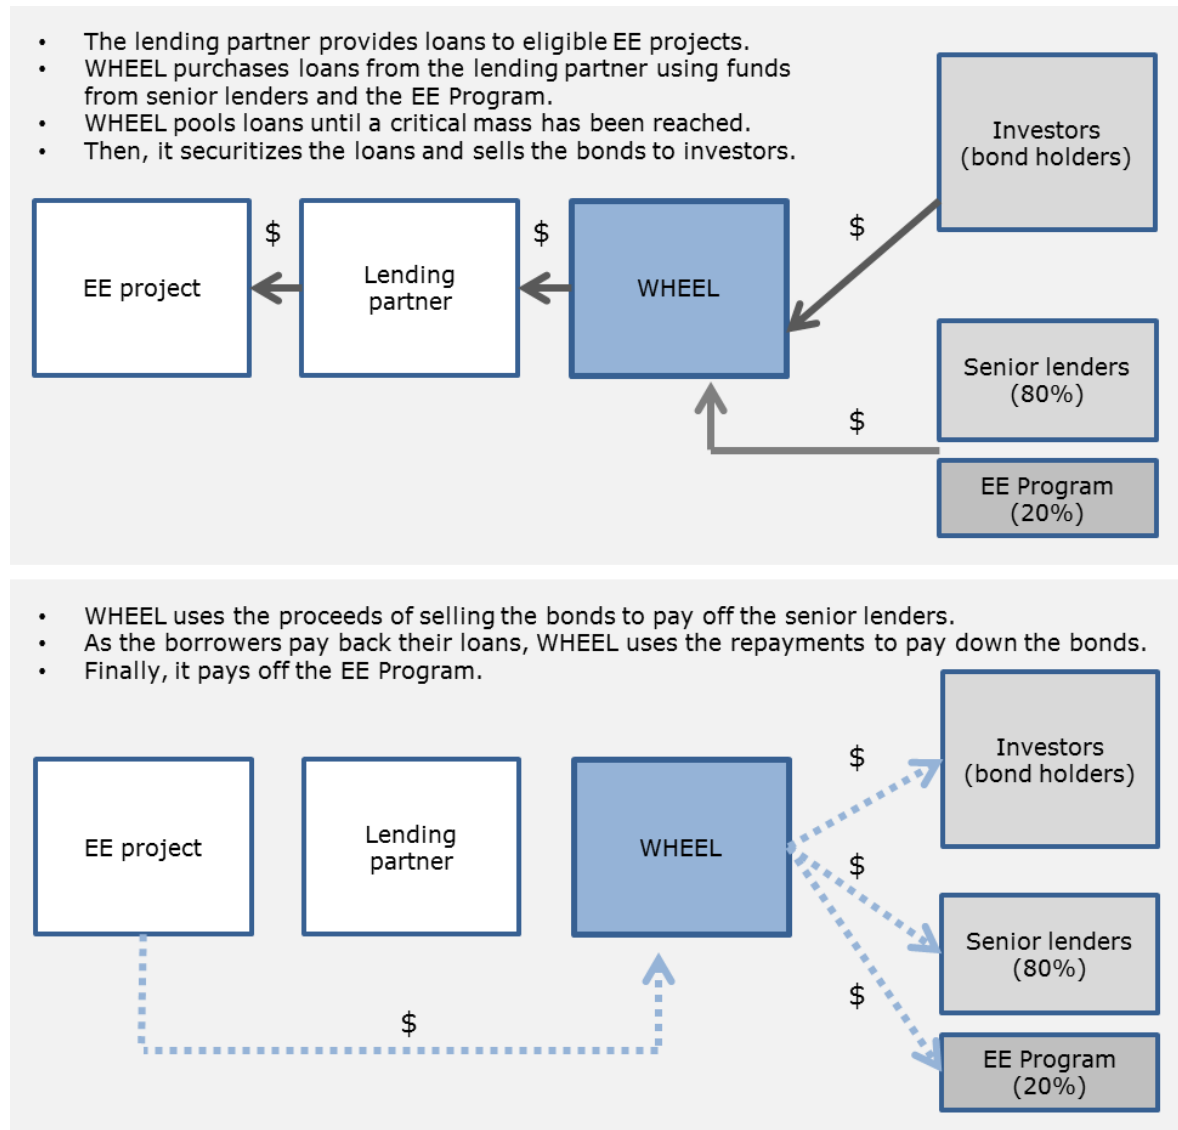 • The lending partner provides loans to eligible EE projects.
• WHEEL purchases loans from the lending partner using funds
from senior lenders and the EE Program.
• WHEEL pools loans until a critical mass has been reached.
• Then, it securitizes the loans and sells the bonds to investors.
Investors
(bond holders)
$
$
$
EE project
Lending
partner
WHEEL
Senior lenders
(80%)
$
EE Program
(20%)
• WHEEL uses the proceeds of selling the bonds to pay off the senior lenders.
• As the borrowers pay back their loans, WHEEL uses the repayments to pay down the bonds.
• Finally, it pays off the EE Program.
Investors
(bond holders)
$
EE project
Lending
partner
WHEEL
$
Senior lenders
(80%)
$
$
EE Program
(20%)